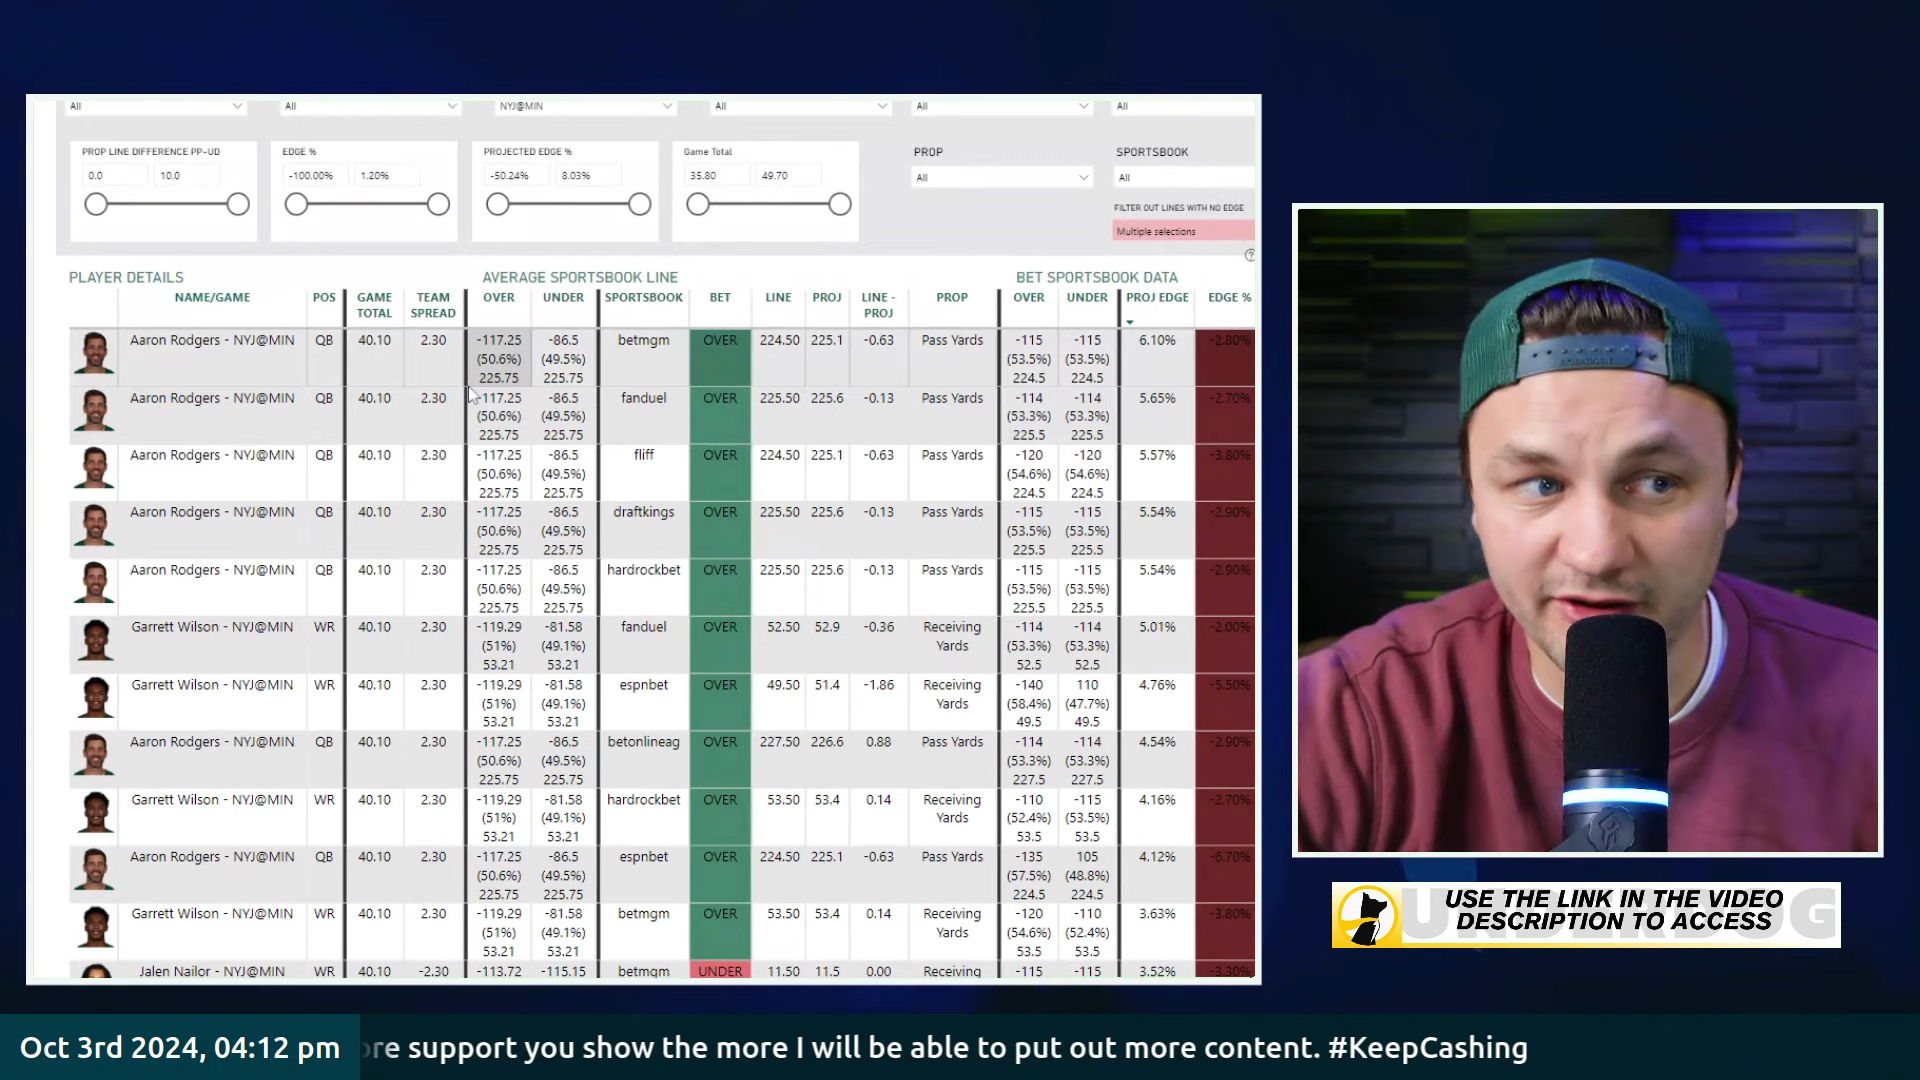 All All NYJ@MIN All All All
PROP LINE DIFFERENCE PP-UD EDGE % PROJECTED EDGE % Game Total PROP SPORTSBOOK
0.0 10.0 -100.00% 1.20% -50.24% 8.03% 35.80 49.70 All All
FILTER OUT LINES WITH NO EDGE
Multiple selections
PLAYER DETAILS AVERAGE SPORTSBOOK LINE BET SPORTSBOOK DATA
NAME/GAME POS GAME TOTAL TEAM SPREAD OVER UNDER SPORTSBOOK BET LINE PROJ LINE - PROJ PROP OVER UNDER PROJ EDGE EDGE %
Aaron Rodgers - NYJ@MIN QB 40.10 2.30 -117.25 -86.5 betmgm OVER 224.50 225.1 -0.63 Pass Yards -115 -115 6.10% -2.80%
(50.6%) (49.5%) (53.5%) (53.5%)
225.75 225.75 224.5 224.5
Aaron Rodgers - NYJ@MIN QB 40.10 2.30 -117.25 -86.5 fanduel OVER 225.50 225.6 -0.13 Pass Yards -114 -114 5.65% -2.70%
(50.6%) (49.5%) (53.3%) (53.3%)
225.75 225.75 225.5 225.5
Aaron Rodgers - NYJ@MIN QB 40.10 2.30 -117.25 -86.5 fliff OVER 224.50 225.1 -0.63 Pass Yards -120 -120 5.57% -3.80%
(50.6%) (49.5%) (54.6%) (54.6%)
225.75 225.75 224.5 224.5
Aaron Rodgers - NYJ@MIN QB 40.10 2.30 -117.25 -86.5 draftkings OVER 225.50 225.6 -0.13 Pass Yards -115 -115 5.54% -2.90%
(50.6%) (49.5%) (53.5%) (53.5%)
225.75 225.75 225.5 225.5
Aaron Rodgers - NYJ@MIN QB 40.10 2.30 -117.25 -86.5 hardrockbet OVER 225.50 225.6 -0.13 Pass Yards -115 -115 5.54% -2.90%
(50.6%) (49.5%) (53.5%) (53.5%)
225.75 225.75 225.5 225.5
Garrett Wilson - NYJ@MIN WR 40.10 2.30 -119.29 -81.58 fanduel OVER 52.50 52.9 -0.36 Receiving -114 -114 5.01% -2.00%
(51%) (49.1%) Yards (53.3%) (53.3%)
53.21 53.21 52.5 52.5
Garrett Wilson - NYJ@MIN WR 40.10 2.30 -119.29 -81.58 espnbet OVER 49.50 51.4 -1.86 Receiving -140 110 4.76% -5.50%
(51%) (49.1%) Yards (58.4%) (47.7%)
53.21 53.21 49.5 49.5
Aaron Rodgers - NYJ@MIN QB 40.10 2.30 -117.25 -86.5 betonlineag OVER 227.50 226.6 0.88 Pass Yards -114 -114 4.54% -2.90%
(50.6%) (49.5%) (53.3%) (53.3%)
225.75 225.75 227.5 227.5
Garrett Wilson - NYJ@MIN WR 40.10 2.30 -119.29 -81.58 hardrockbet OVER 53.50 53.4 0.14 Receiving -110 -115 4.16% -2.70%
(51%) (49.1%) Yards (52.4%) (53.5%)
53.21 53.21 53.5 53.5
Aaron Rodgers - NYJ@MIN QB 40.10 2.30 -117.25 -86.5 espnbet OVER 224.50 225.1 -0.63 Pass Yards -135 105 4.12% -6.70%
(50.6%) (49.5%) (57.5%) (48.8%)
225.75 225.75 224.5 224.5
Garrett Wilson - NYJ@MIN WR 40.10 2.30 -119.29 -81.58 betmgm OVER 53.50 53.4 0.14 Receiving -120 -110 3.63% -3.80%
(51%) (49.1%) Yards (54.6%) (52.4%)
53.21 53.21 53.5 53.5
Jalen Nailor - NYJ@MIN WR 40.10 -2.30 -113.72 -115.15 betmgm UNDER 11.50 11.5 0.00 Receiving -115 -115 3.52% -3.30%
USE THE LINK IN THE VIDEO
DESCRIPTION TO ACCESS
UNDERDOG
Oct 3rd 2024, 04:12 pm re support you show the more I will be able to put out more content. #KeepCashing